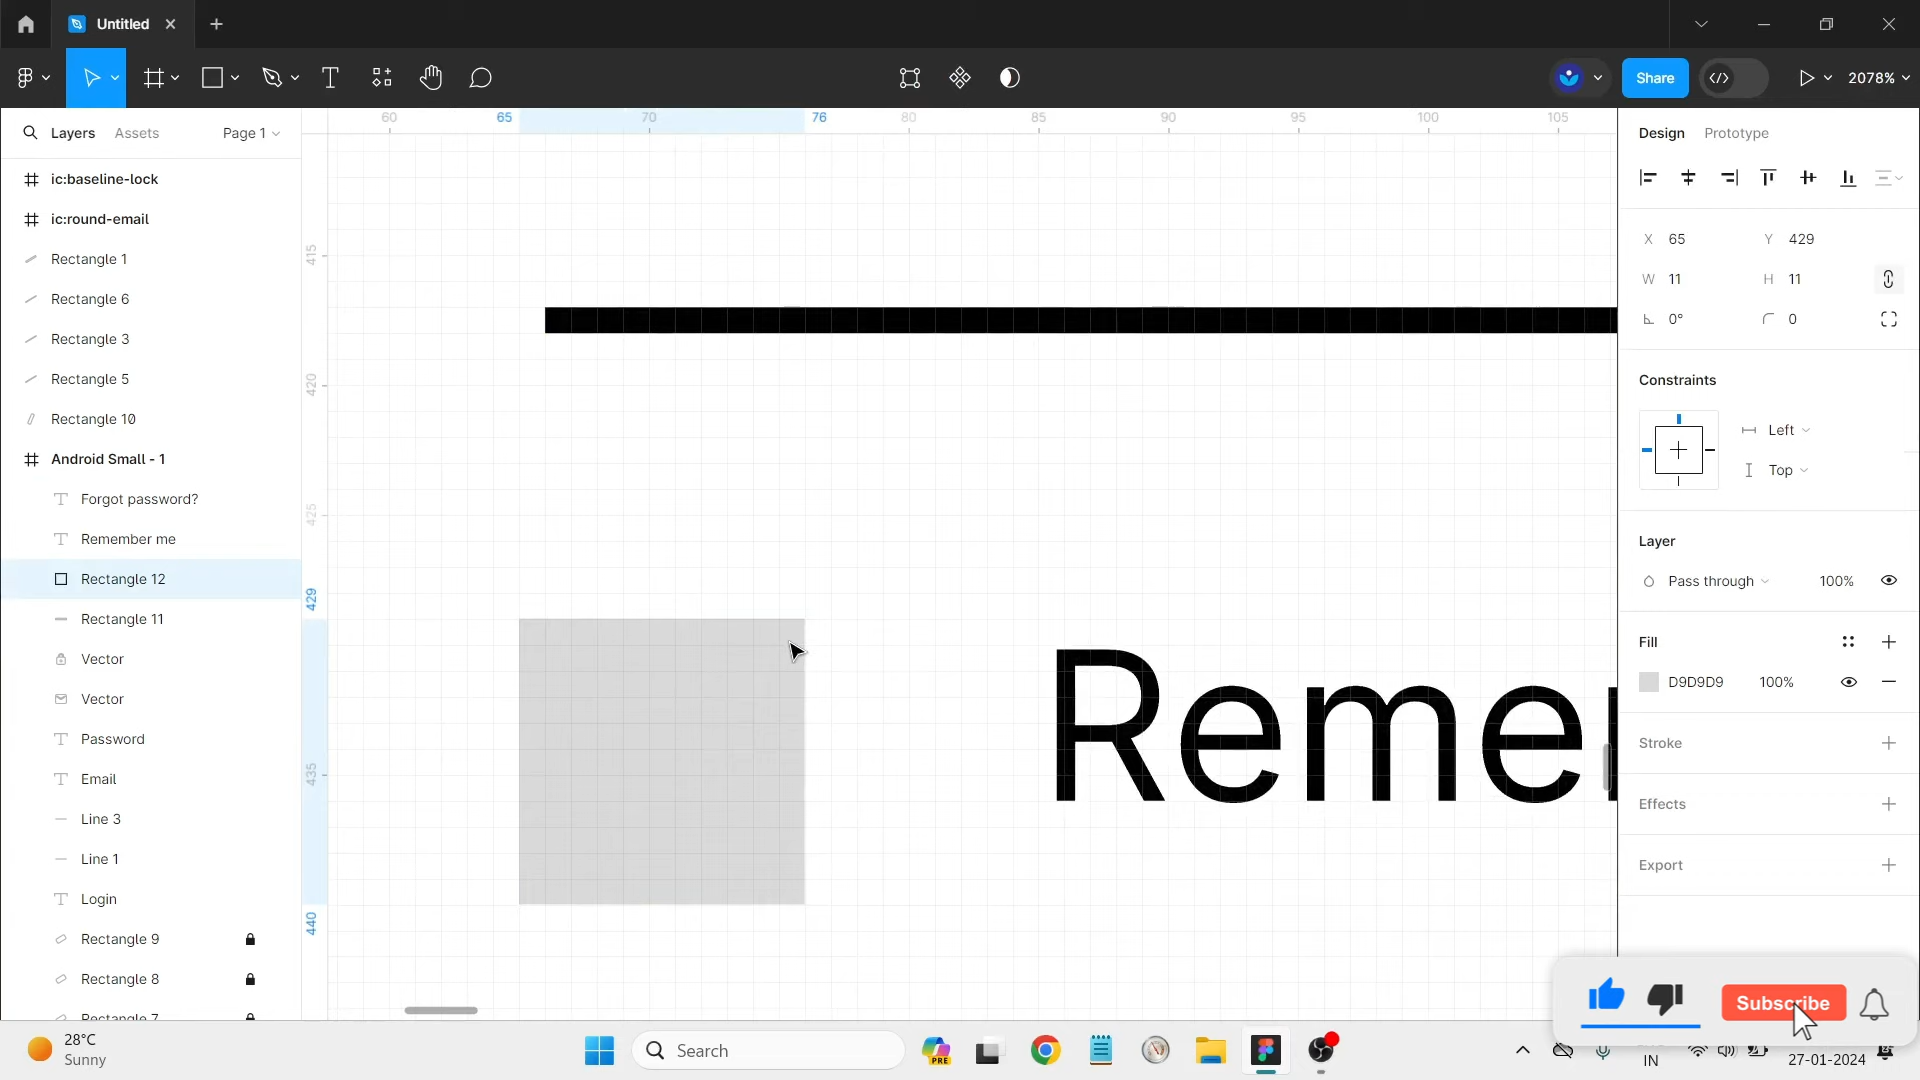 Untitled
Share
2078%
Layers
Assets
Page 1
60
65
70
76
80
85
90
95
100
105
Design
Prototype
ic:baseline-lock
ic:round-email
Rectangle 1
Rectangle 6
Rectangle 3
Rectangle 5
Rectangle 10
Android Small - 1
Forgot password?
Remember me
Rectangle 12
Rectangle 11
Vector
Vector
Password
Email
Line 3
Line 1
Login
Rectangle 9
Rectangle 8
Rectangle 7
415
420
425
429
435
440
Remem
X 65
Y 429
W 11
H 11
0°
0
Constraints
Left
Top
Layer
Pass through
100%
Fill
D9D9D9
100%
Stroke
Effects
Export
Subscribe
28°C
Sunny
Search
PRE
IN
27-01-2024